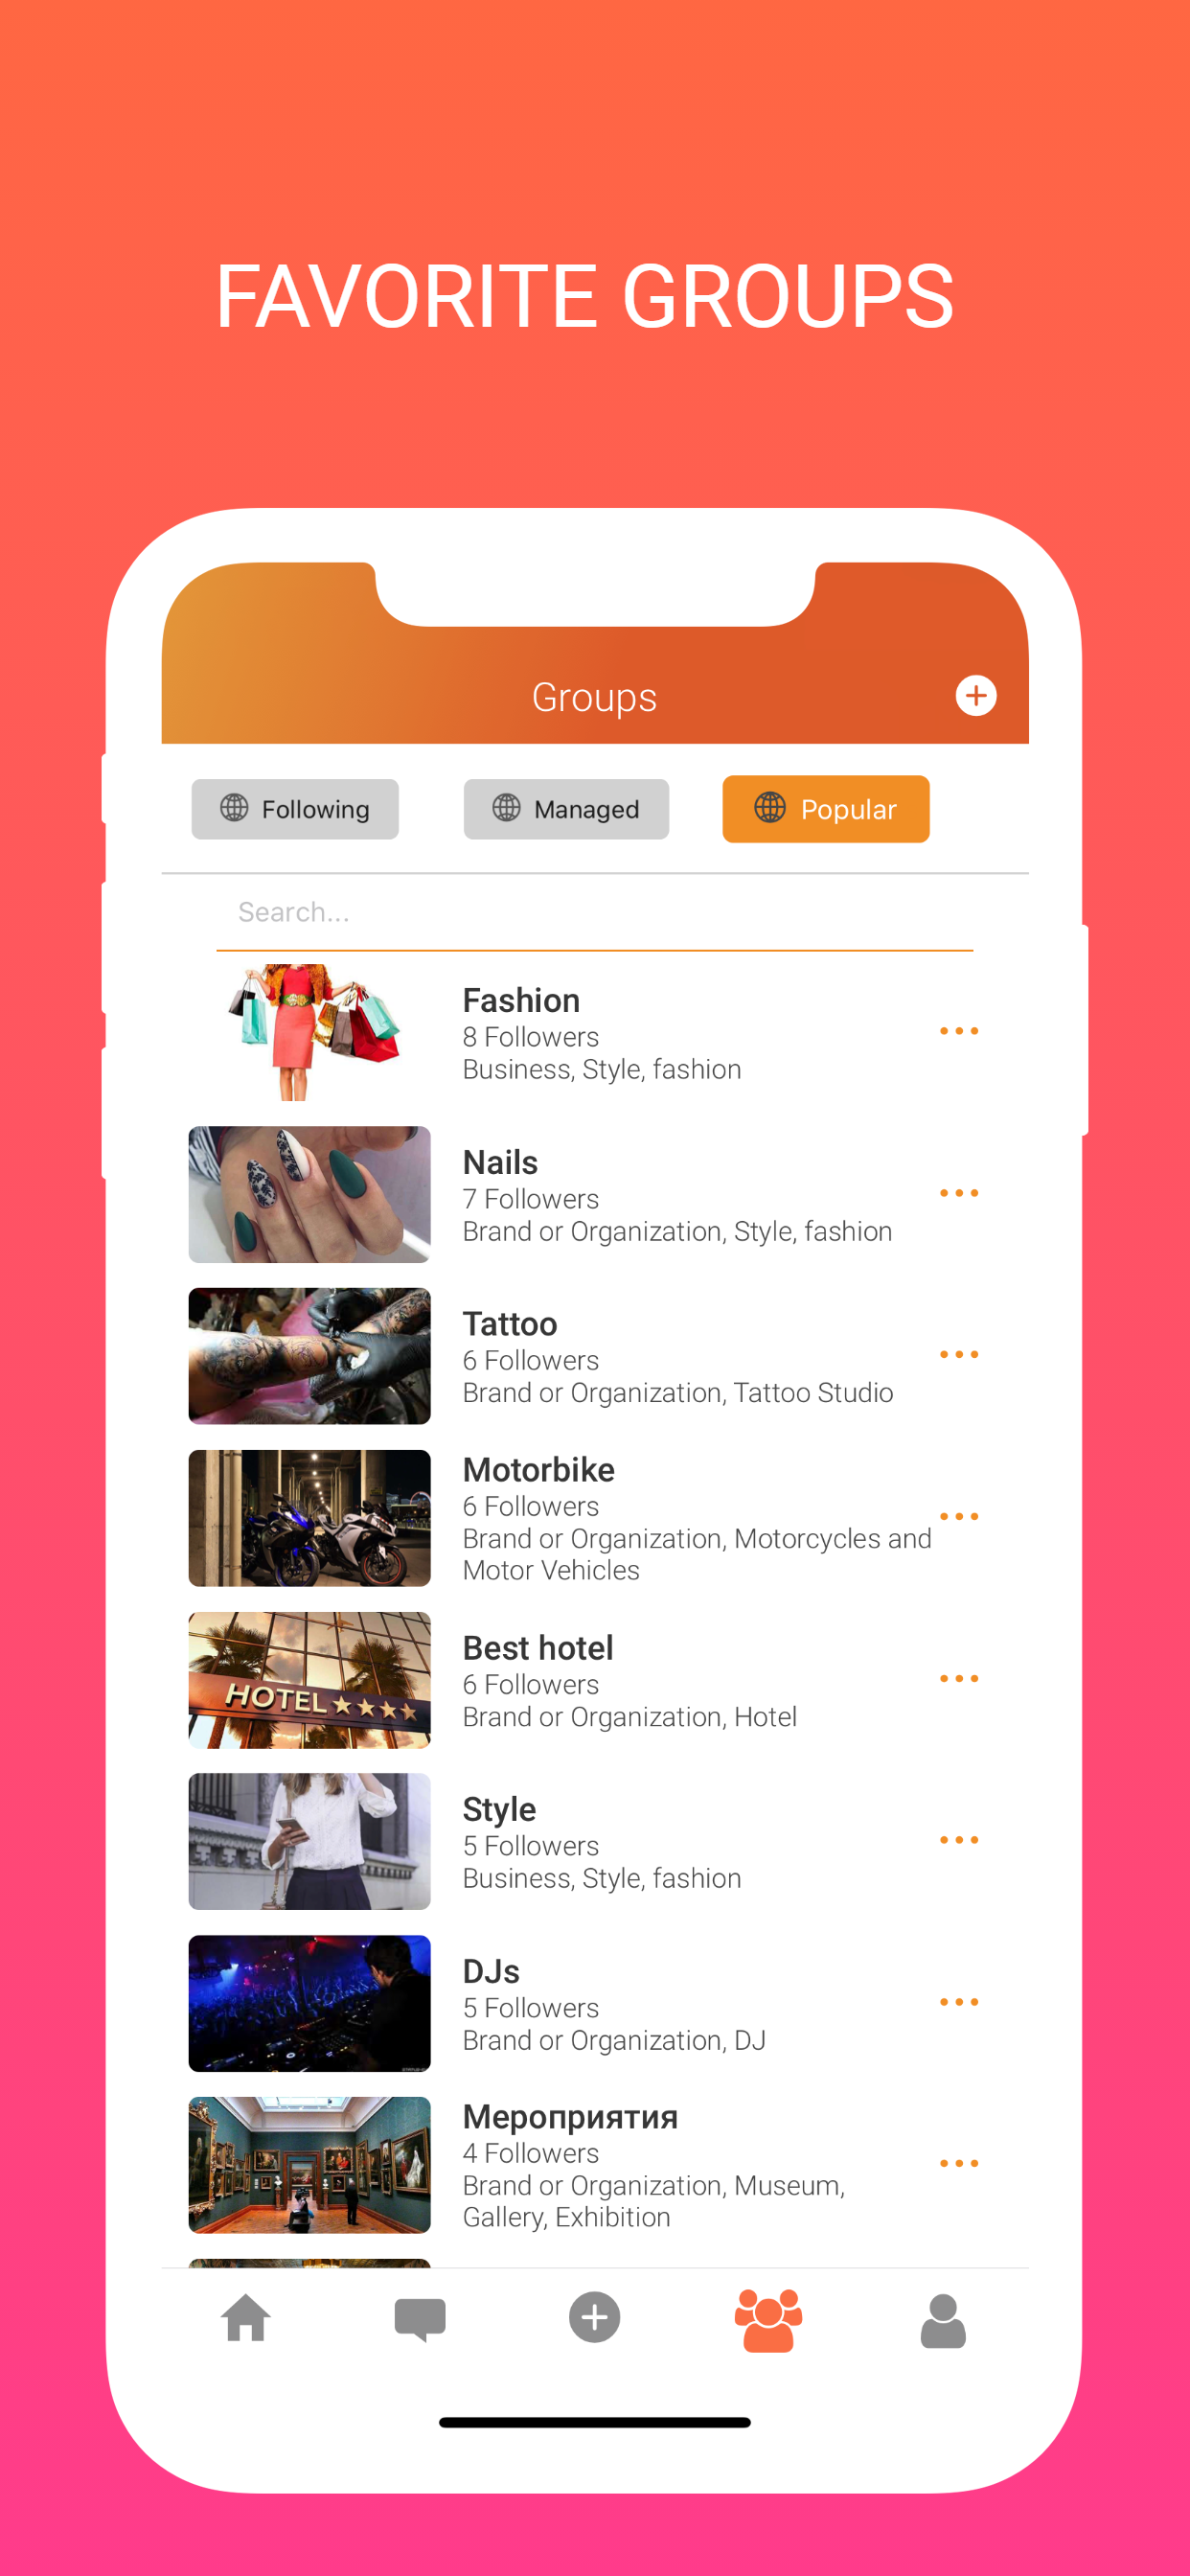 FAVORITE GROUPS
Groups
Following
Managed
Popular
Search...
Fashion
8 Followers
Business, Style, fashion
Nails
7 Followers
Brand or Organization, Style, fashion
Tattoo
6 Followers
Brand or Organization, Tattoo Studio
Motorbike
6 Followers
Brand or Organization, Motorcycles and
Motor Vehicles
HOTEL
Best hotel
6 Followers
Brand or Organization, Hotel
Style
5 Followers
Business, Style, fashion
DJs
5 Followers
Brand or Organization, DJ
Мероприятия
4 Followers
Brand or Organization, Museum,
Gallery, Exhibition